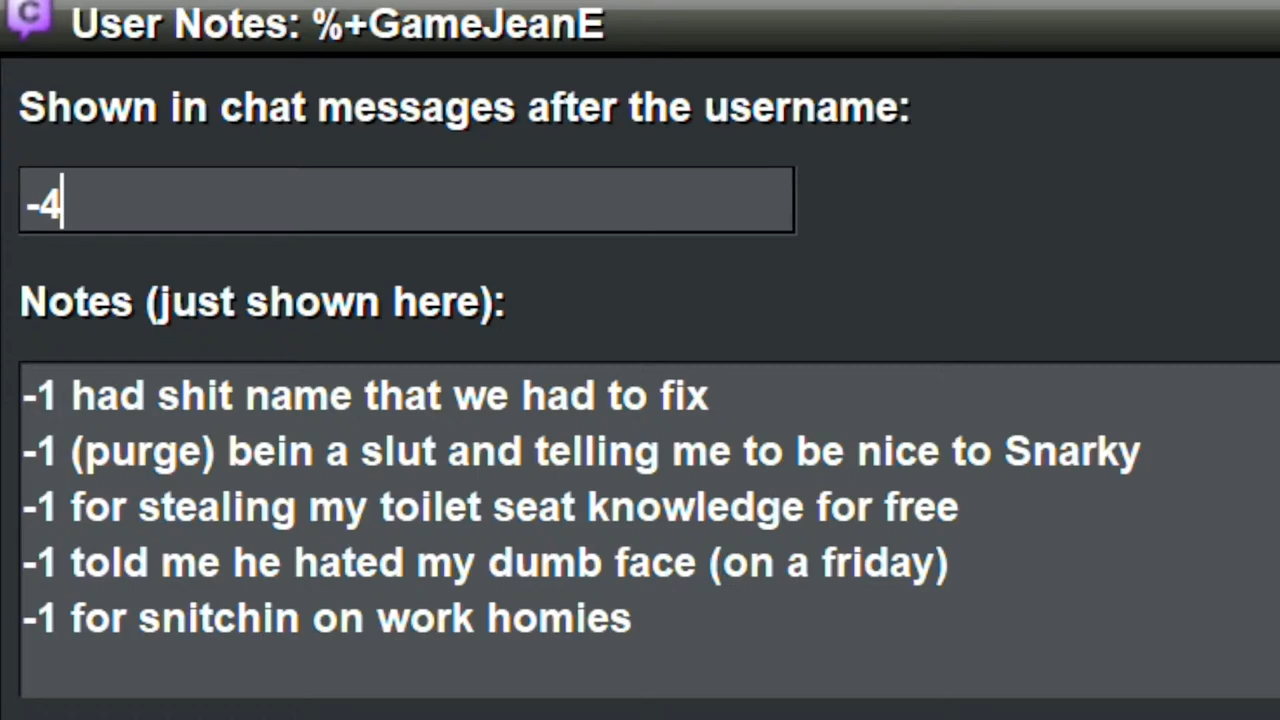 C
User Notes: %+GameJeanE
Shown in chat messages after the username:
-4
Notes (just shown here):
-1 had shit name that we had to fix
-1 (purge) bein a slut and telling me to be nice to Snarky
-1 for stealing my toilet seat knowledge for free
-1 told me he hated my dumb face (on a friday)
-1 for snitchin on work homies